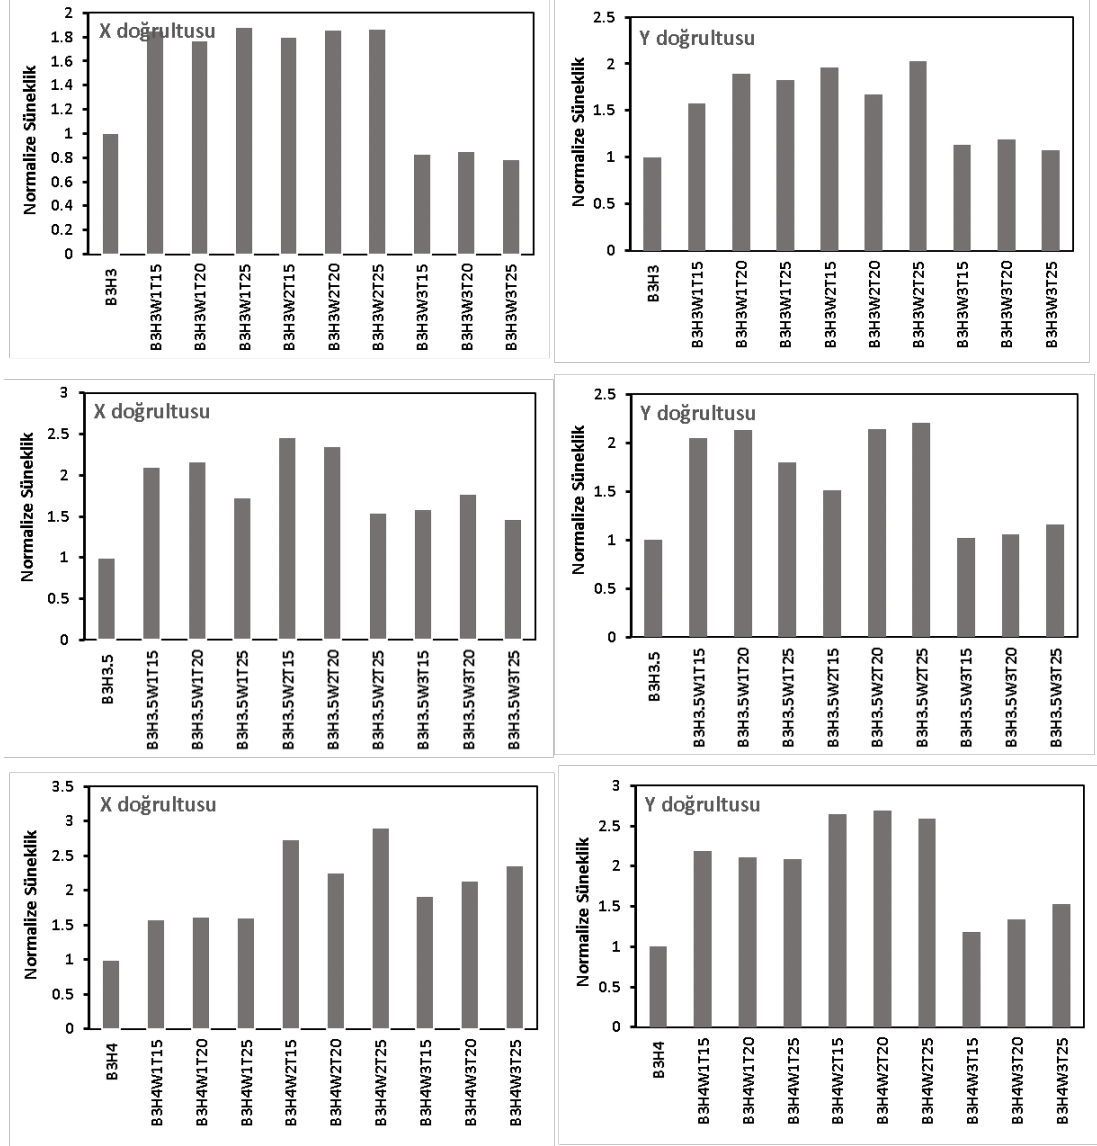 X doğrultusu
Normalize Süneklik
2
1.8
1.6
1.4
1.2
1
0.8
0.6
0.4
0.2
0
B3H3
B3H3W1T15
B3H3W1T20
B3H3W1T25
B3H3W2T15
B3H3W2T20
B3H3W2T25
B3H3W3T15
B3H3W3T20
B3H3W3T25
Y doğrultusu
Normalize Süneklik
2.5
2
1.5
1
0.5
0
B3H3
B3H3W1T15
B3H3W1T20
B3H3W1T25
B3H3W2T15
B3H3W2T20
B3H3W2T25
B3H3W3T15
B3H3W3T20
B3H3W3T25
X doğrultusu
Normalize Süneklik
3
2.5
2
1.5
1
0.5
0
B3H3.5
B3H3.5W1T15
B3H3.5W1T20
B3H3.5W1T25
B3H3.5W2T15
B3H3.5W2T20
B3H3.5W2T25
B3H3.5W3T15
B3H3.5W3T20
B3H3.5W3T25
Y doğrultusu
Normalize Süneklik
2.5
2
1.5
1
0.5
0
B3H3.5
B3H3.5W1T15
B3H3.5W1T20
B3H3.5W1T25
B3H3.5W2T15
B3H3.5W2T20
B3H3.5W2T25
B3H3.5W3T15
B3H3.5W3T20
B3H3.5W3T25
X doğrultusu
Normalize Süneklik
3.5
3
2.5
2
1.5
1
0.5
0
B3H4
B3H4W1T15
B3H4W1T20
B3H4W1T25
B3H4W2T15
B3H4W2T20
B3H4W2T25
B3H4W3T15
B3H4W3T20
B3H4W3T25
Y doğrultusu
Normalize Süneklik
3
2.5
2
1.5
1
0.5
0
B3H4
B3H4W1T15
B3H4W1T20
B3H4W1T25
B3H4W2T15
B3H4W2T20
B3H4W2T25
B3H4W3T15
B3H4W3T20
B3H4W3T25